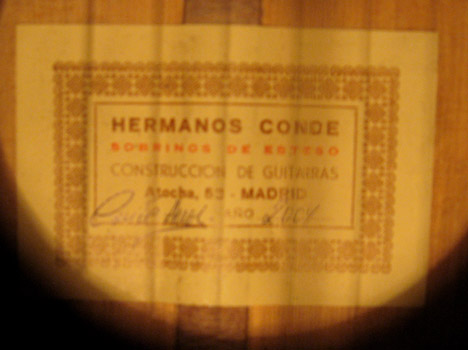 HERMANOS CONDE
SOBRINOS DE ESTESO
CONSTRUCCION DE GUITARRAS
Atocha, 53 - MADRID
AÑO